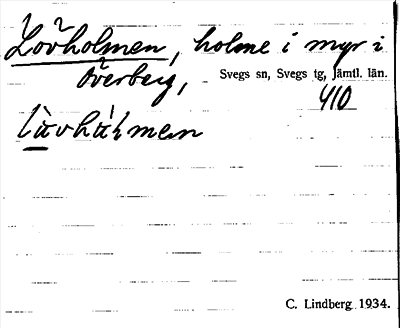 Lövholmen, holme i myr i
Överberg, Svegs sn, Svegs tg, Jämtl. län.
410
C. Lindberg 1934.